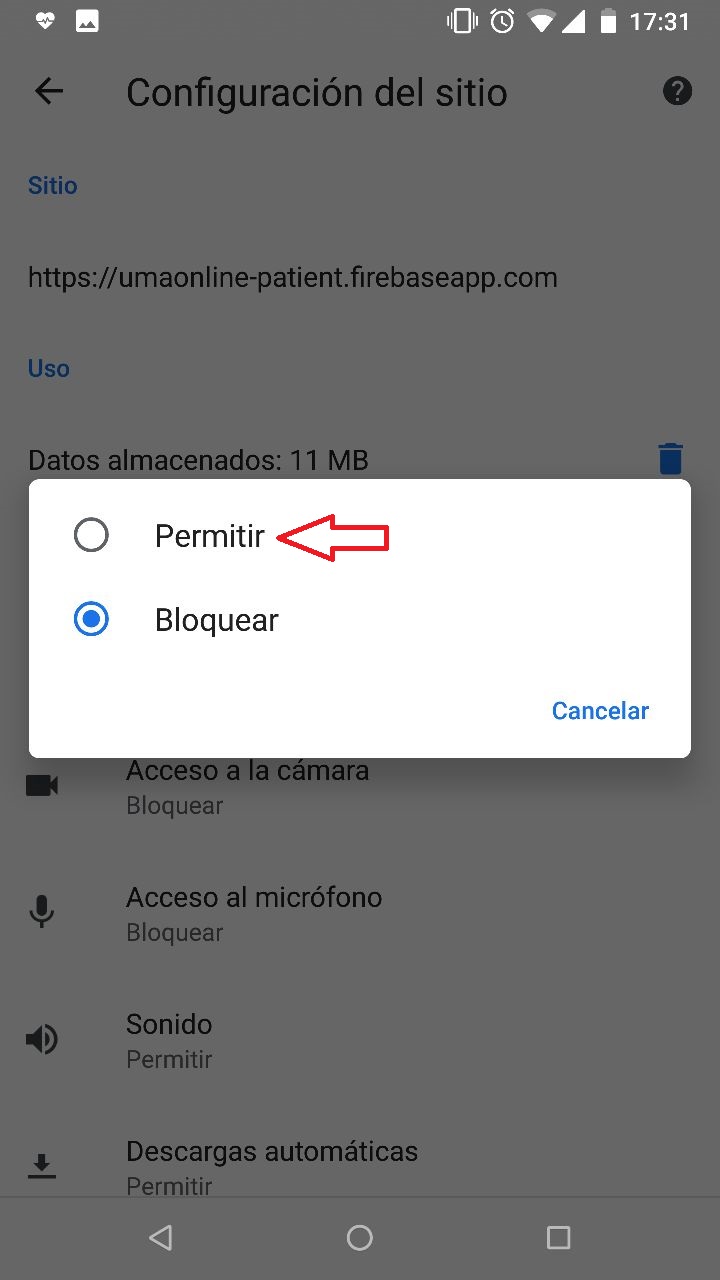 17:31
Configuración del sitio
Sitio
https://umaonline-patient.firebaseapp.com
Uso
Datos almacenados: 11 MB
Permitir
Bloquear
Cancelar
Acceso a la cámara
Bloquear
Acceso al micrófono
Bloquear
Sonido
Permitir
Descargas automáticas
Permitir